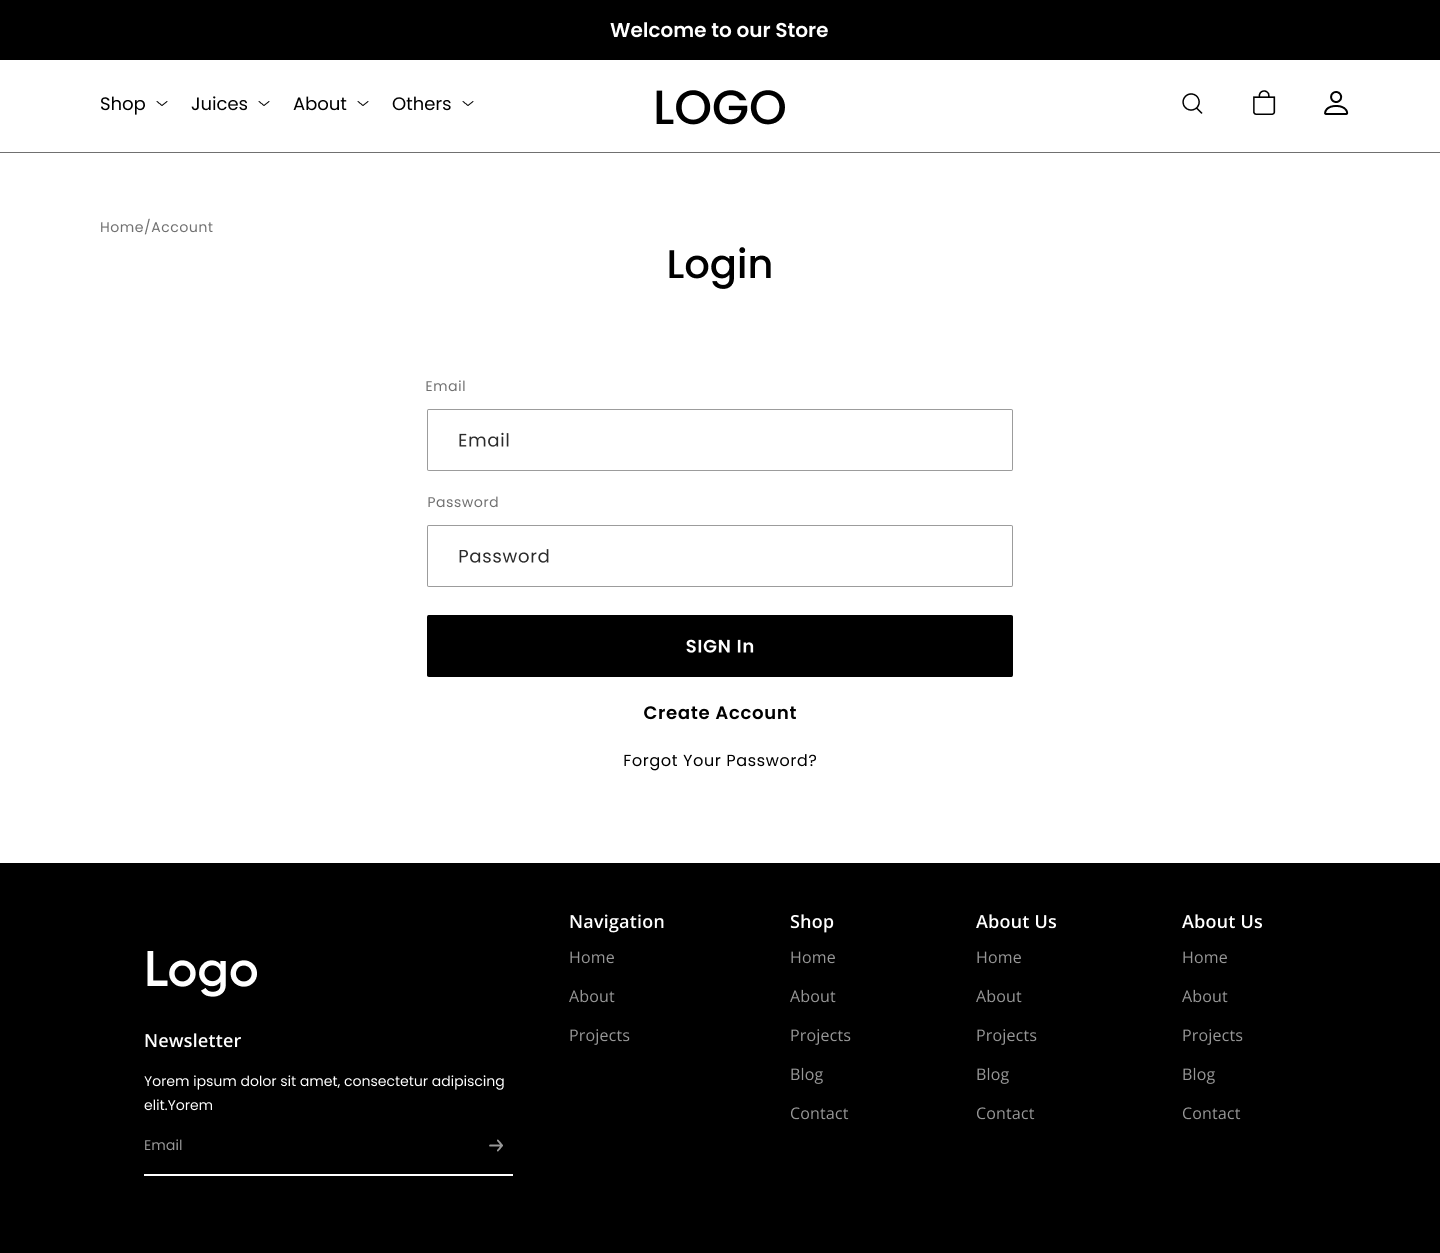 Welcome to our Store
Shop
Juices
About
Others
LOGO
Home/Account
Login
Email
Email
Password
Password
SIGN In
Create Account
Forgot Your Password?
Logo
Newsletter
Yorem ipsum dolor sit amet, consectetur adipiscing
elit.Yorem
Email
Navigation
Home
About
Projects
Shop
Home
About
Projects
Blog
Contact
About Us
Home
About
Projects
Blog
Contact
About Us
Home
About
Projects
Blog
Contact